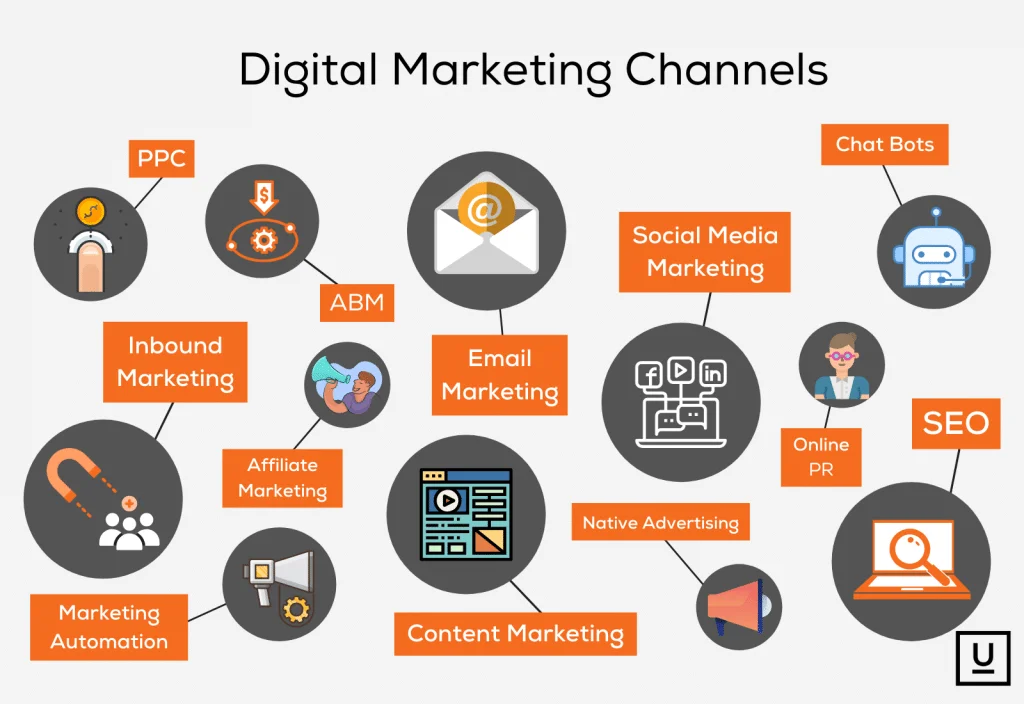 Digital Marketing Channels
PPC
Chat Bots
ABM
Social Media
Marketing
Inbound
Marketing
Email
Marketing
SEO
Affiliate
Marketing
Online
PR
Native Advertising
Marketing
Automation
Content Marketing
@
$
f
in
U